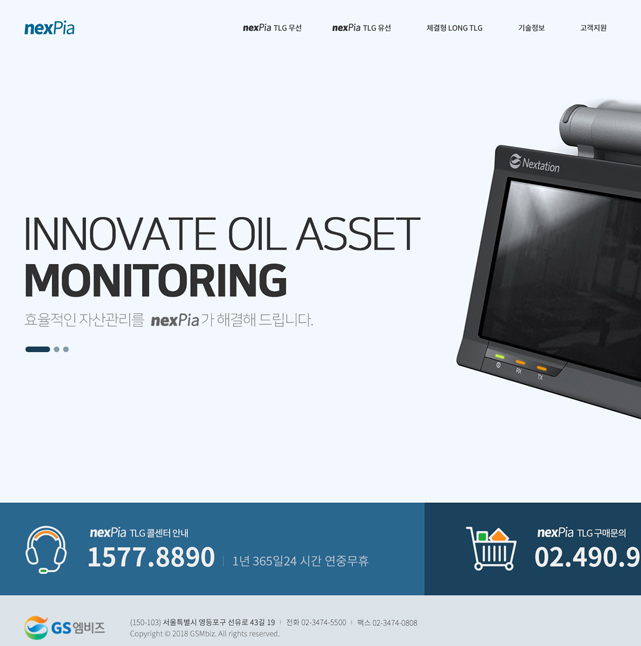 nexPia
nexPia TLG 무선 nexPia TLG 유선 체결형 LONG TLG 기술정보 고객지원
Nextation
INNOVATE OIL ASSET
MONITORING
효율적인 자산관리를 nexPia가 해결해 드립니다.
RX TX
nexPia TLG 콜센터 안내
1577.8890 | 1년 365일24 시간 연중무휴
nexPia TLG 구매문의
02.490.9
GS엠비즈
(150-103) 서울특별시 영등포구 선유로 43길 19 | 전화 02-3474-5500 | 팩스 02-3474-0808
Copyright © 2018 GSMbiz. All rights reserved.